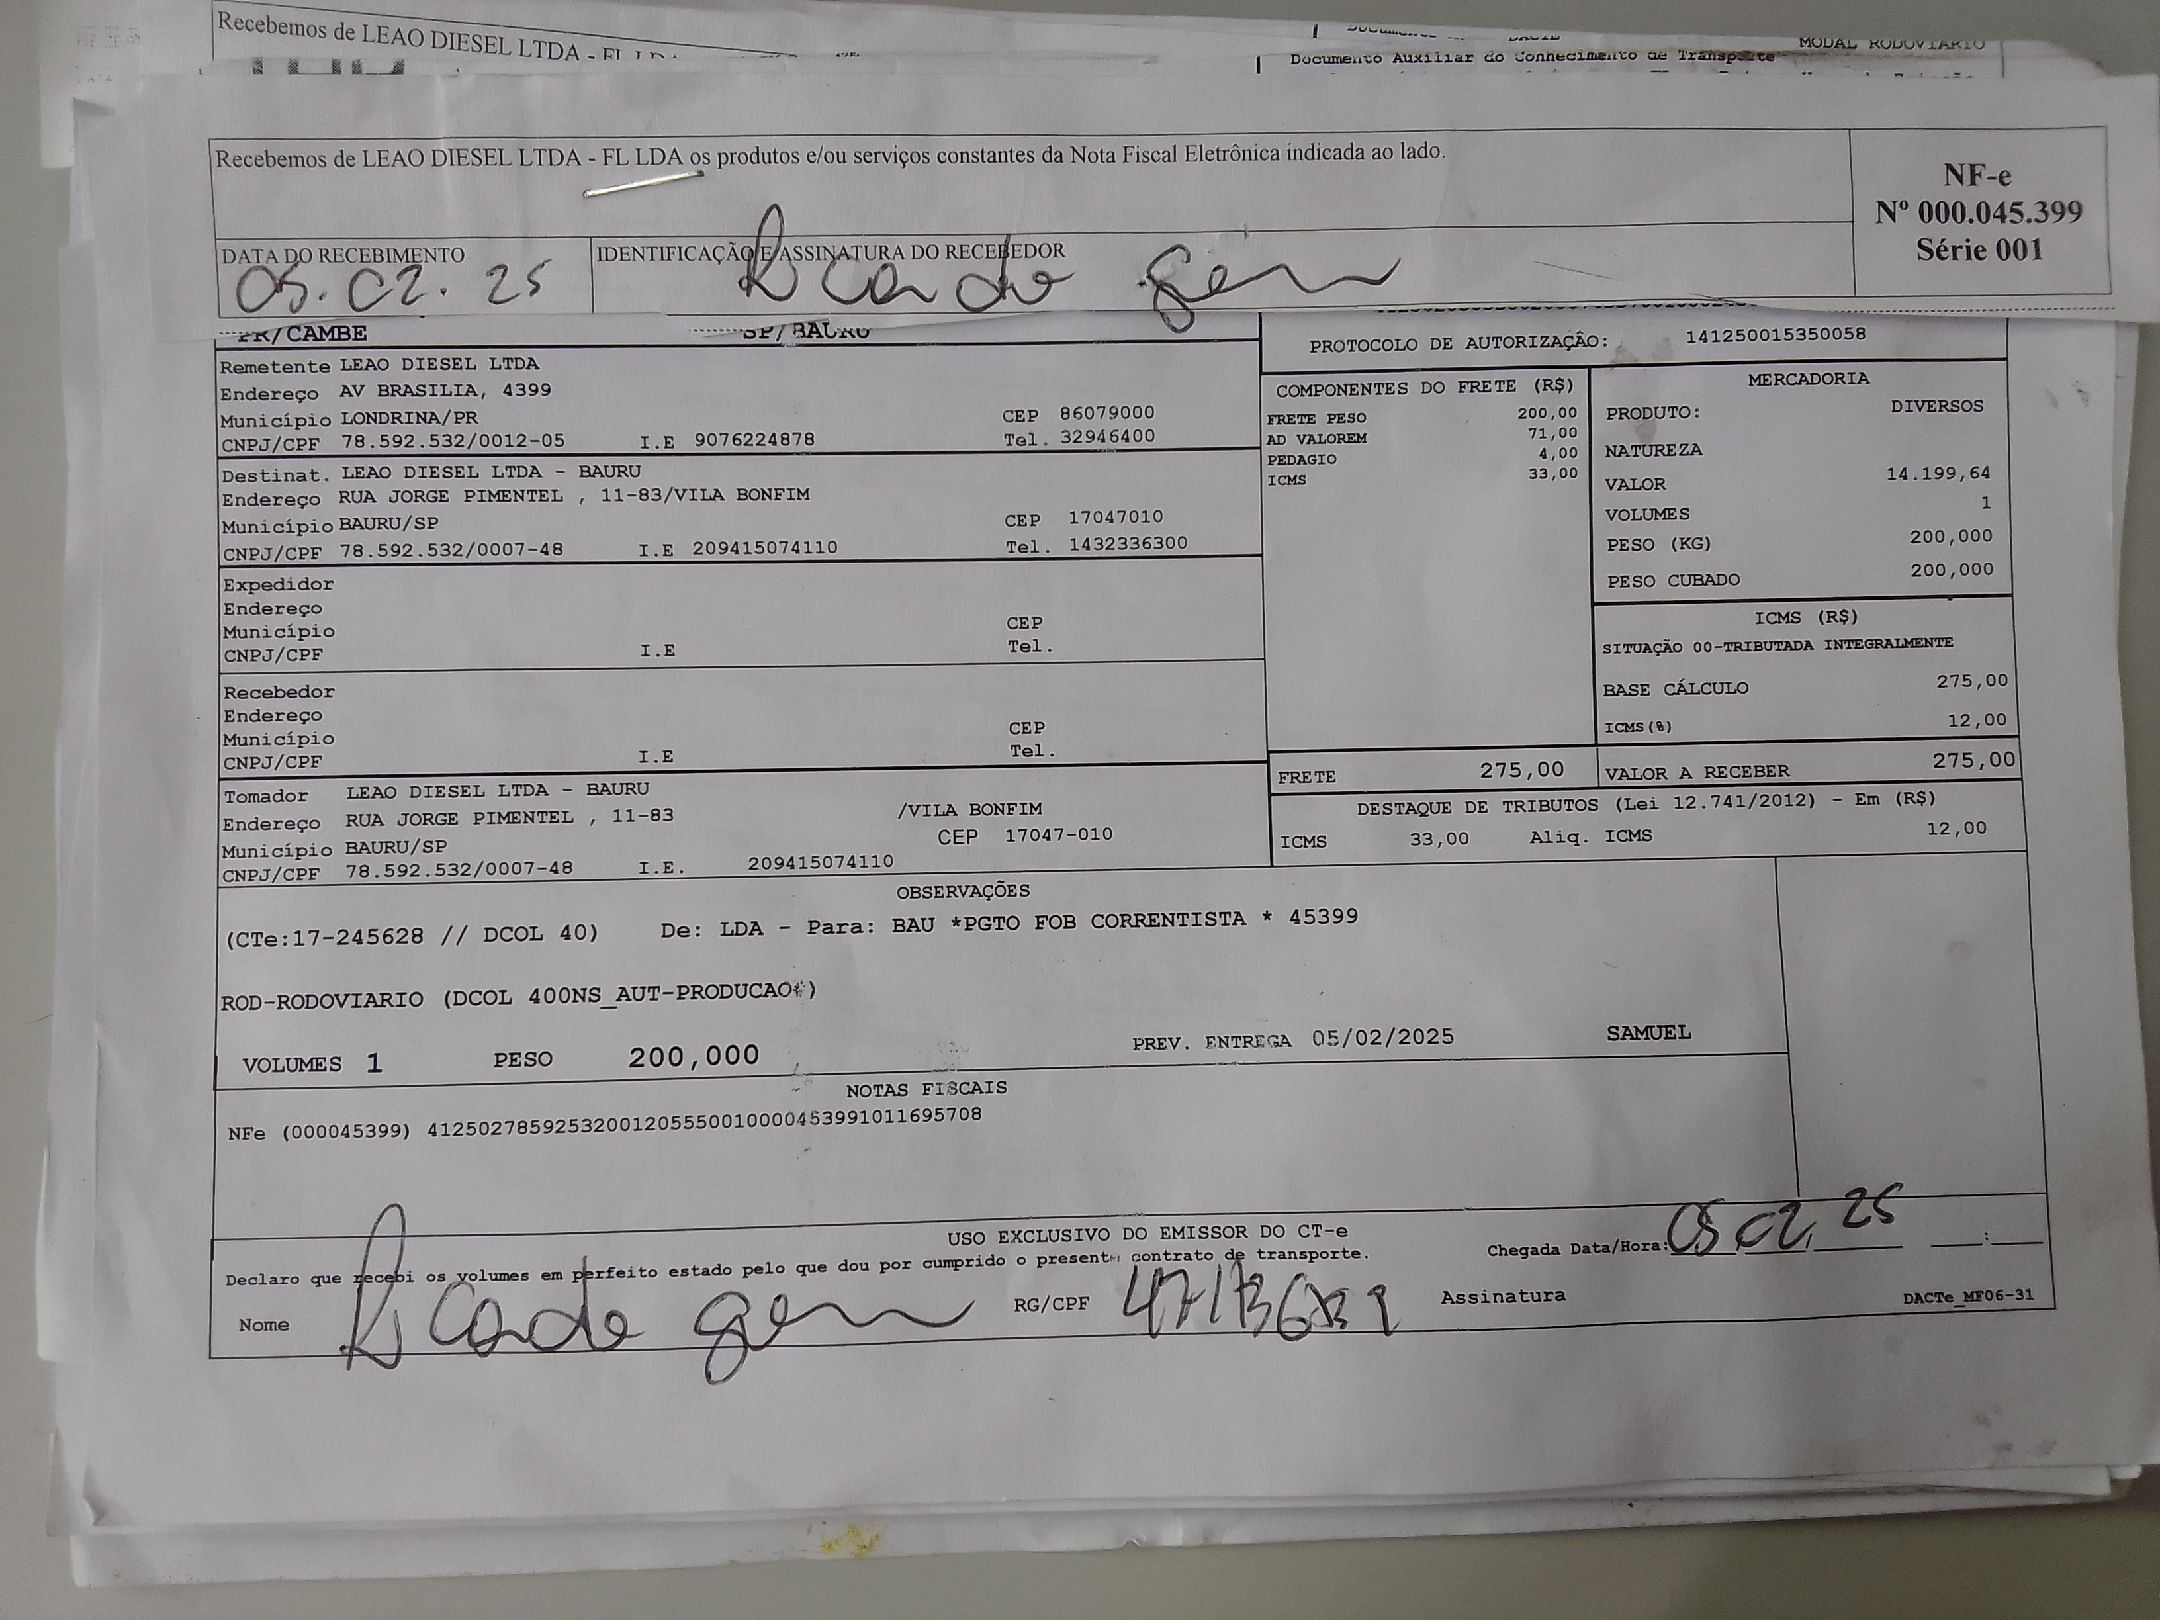 Recebemos de LEAO DIESEL LTDA - FL LDA
MODAL RODOVIARIO
Documento Auxiliar do Conhecimento de Transporte
Recebemos de LEAO DIESEL LTDA - FL LDA os produtos e/ou serviços constantes da Nota Fiscal Eletrônica indicada ao lado.
NF-e
Nº 000.045.399
Série 001
DATA DO RECEBIMENTO
05.02.25
IDENTIFICAÇÃO E ASSINATURA DO RECEBEDOR
PR/CAMBE SP/BAURU
PROTOCOLO DE AUTORIZAÇÃO: 141250015350058
Remetente LEAO DIESEL LTDA
Endereço AV BRASILIA, 4399
Município LONDRINA/PR CEP 86079000
CNPJ/CPF 78.592.532/0012-05 I.E 9076224878 Tel. 32946400
Destinat. LEAO DIESEL LTDA - BAURU
Endereço RUA JORGE PIMENTEL , 11-83/VILA BONFIM
Município BAURU/SP CEP 17047010
CNPJ/CPF 78.592.532/0007-48 I.E 209415074110 Tel. 1432336300
Expedidor
Endereço
Município CEP
CNPJ/CPF I.E Tel.
Recebedor
Endereço
Município CEP
CNPJ/CPF I.E Tel.
Tomador LEAO DIESEL LTDA - BAURU
Endereço RUA JORGE PIMENTEL , 11-83 /VILA BONFIM
Município BAURU/SP CEP 17047-010
CNPJ/CPF 78.592.532/0007-48 I.E. 209415074110
COMPONENTES DO FRETE (R$)
FRETE PESO 200,00
AD VALOREM 71,00
PEDAGIO 4,00
ICMS 33,00
MERCADORIA
PRODUTO: DIVERSOS
NATUREZA
VALOR 14.199,64
VOLUMES 1
PESO (KG) 200,000
PESO CUBADO 200,000
ICMS (R$)
SITUAÇÃO 00-TRIBUTADA INTEGRALMENTE
BASE CÁLCULO 275,00
ICMS(%) 12,00
FRETE 275,00 VALOR A RECEBER 275,00
DESTAQUE DE TRIBUTOS (Lei 12.741/2012) - Em (R$)
ICMS 33,00 Aliq. ICMS 12,00
OBSERVAÇÕES
(CTe:17-245628 // DCOL 40) De: LDA - Para: BAU *PGTO FOB CORRENTISTA * 45399
ROD-RODOVIARIO (DCOL 400NS_AUT-PRODUCAO*)
VOLUMES 1 PESO 200,000 PREV. ENTREGA 05/02/2025 SAMUEL
NOTAS FISCAIS
NFe (000045399) 41250278592532001205550010000453991011695708
USO EXCLUSIVO DO EMISSOR DO CT-e
Declaro que recebi os volumes em perfeito estado pelo que dou por cumprido o presente contrato de transporte.
Chegada Data/Hora: 05 02 25 __:__
Nome RG/CPF Assinatura
DACTe_MF06-31